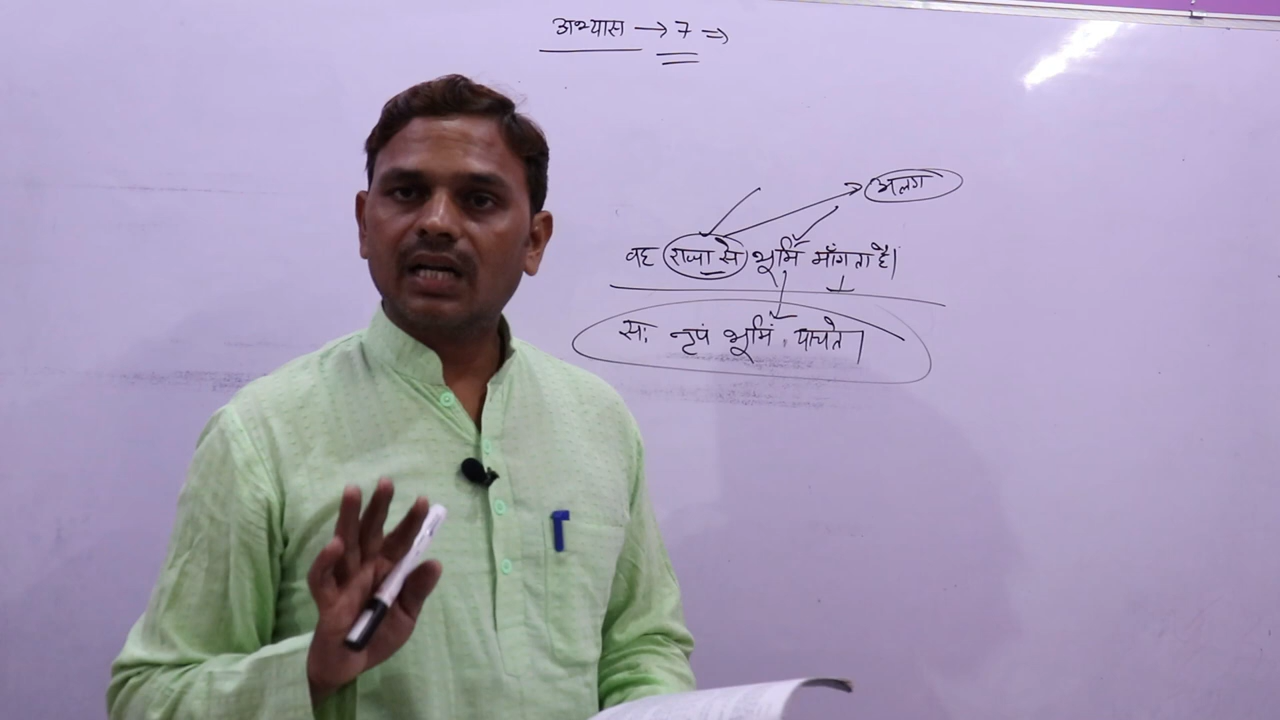 अभ्यास → 7 ⇒
अलग
वह राजा से भूमि माँगता है।
सः नृपं भूमिं याचते।